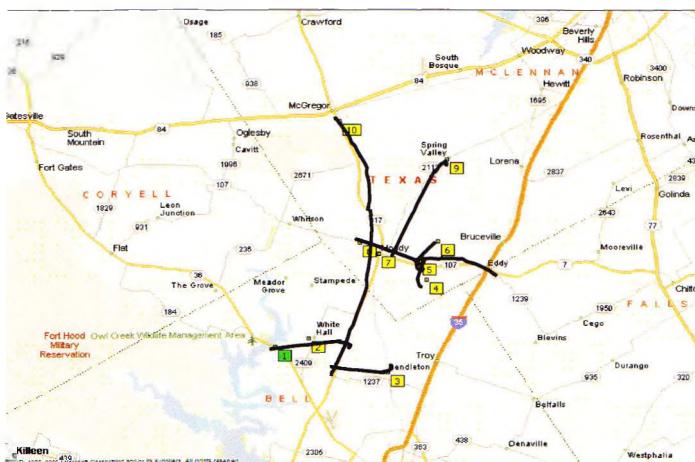 Osage
185
Crawford
396
Beverly
Hills
Woodway
340
South
Bosque
84
MCLENNAN
Robinson
3400
Hewitt
1695
938
McGregor
10
Gatesville
84
South
Mountain
Oglesby
Cavitt
Rosenthal
Spring
Valley
9
Lorena
2837
Fort Gates
1996
107
2671
TEXAS
Levi
2839
Golinda
CORYELL
1829
Leon
Junction
931
Whitson
317
2643
77
Bruceville
6
Moody
8
7
5
107
Eddy
7
Mooreville
Flat
236
36
The Grove
Meador
Grove
Stampede
4
1239
1950
FALLS
184
35
Cego
Fort Hood
Military
Reservation
Owl Creek Wildlife Management Area
White
Hall
1
2
2409
Troy
Blevins
Pendleton
1237
3
935
Durango
320
BELL
Belfalls
2305
363
438
Oenaville
Westphalia
Killeen
439